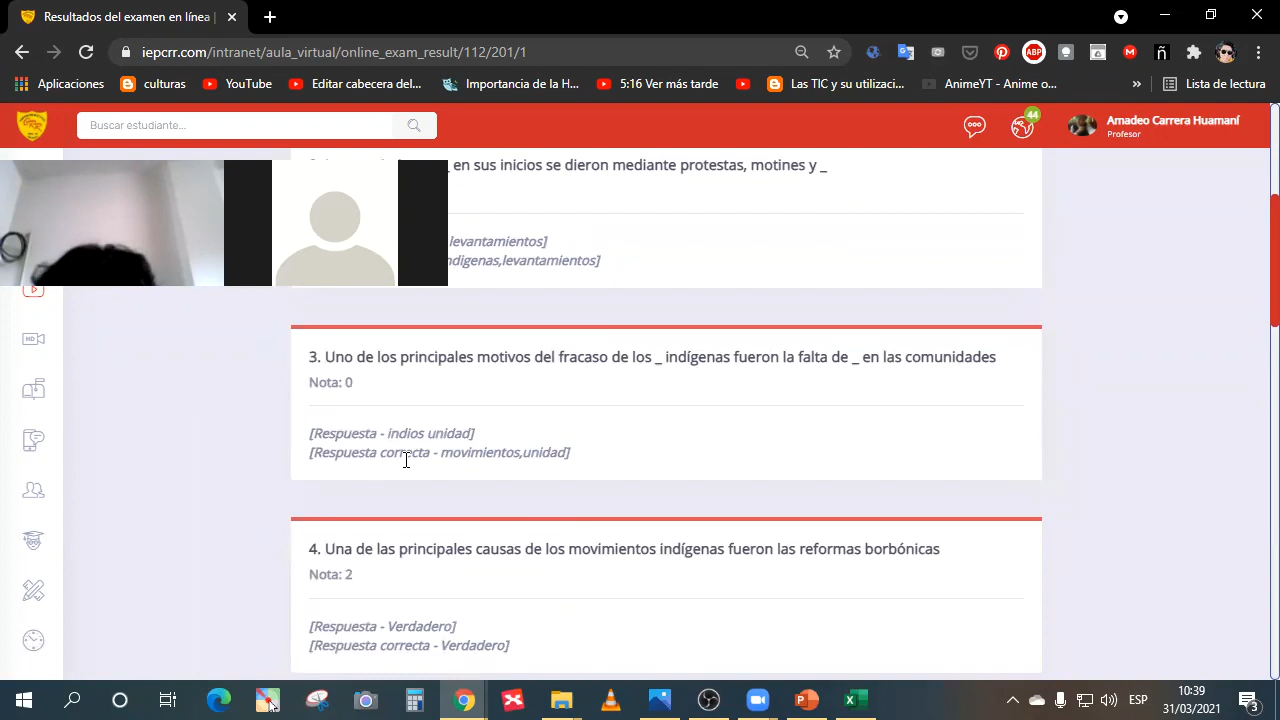 Resultados del examen en línea |
iepcrr.com/intranet/aula_virtual/online_exam_result/112/201/1
ABP
ñ
Aplicaciones
culturas
YouTube
Editar cabecera del...
Importancia de la H...
5:16 Ver más tarde
Las TIC y su utilizaci...
AnimeYT - Anime o...
»
Lista de lectura
Buscar estudiante...
44
Amadeo Carrera Huamaní
Profesor
en sus inicios se dieron mediante protestas, motines y _
levantamientos]
ndigenas,levantamientos]
HD
3. Uno de los principales motivos del fracaso de los _ indígenas fueron la falta de _ en las comunidades
Nota: 0
[Respuesta - indios unidad]
[Respuesta correcta - movimientos,unidad]
4. Una de las principales causas de los movimientos indígenas fueron las reformas borbónicas
Nota: 2
[Respuesta - Verdadero]
[Respuesta correcta - Verdadero]
ESP
10:39
31/03/2021
3